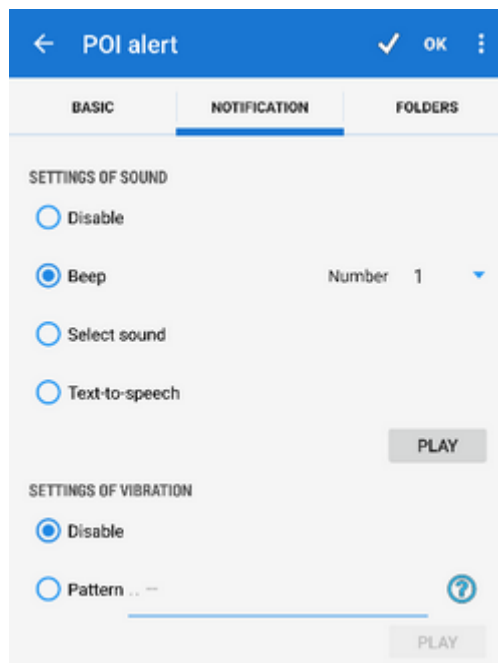 POI alert OK
BASIC NOTIFICATION FOLDERS
SETTINGS OF SOUND
Disable
Beep Number 1
Select sound
Text-to-speech
PLAY
SETTINGS OF VIBRATION
Disable
Pattern .. –
PLAY